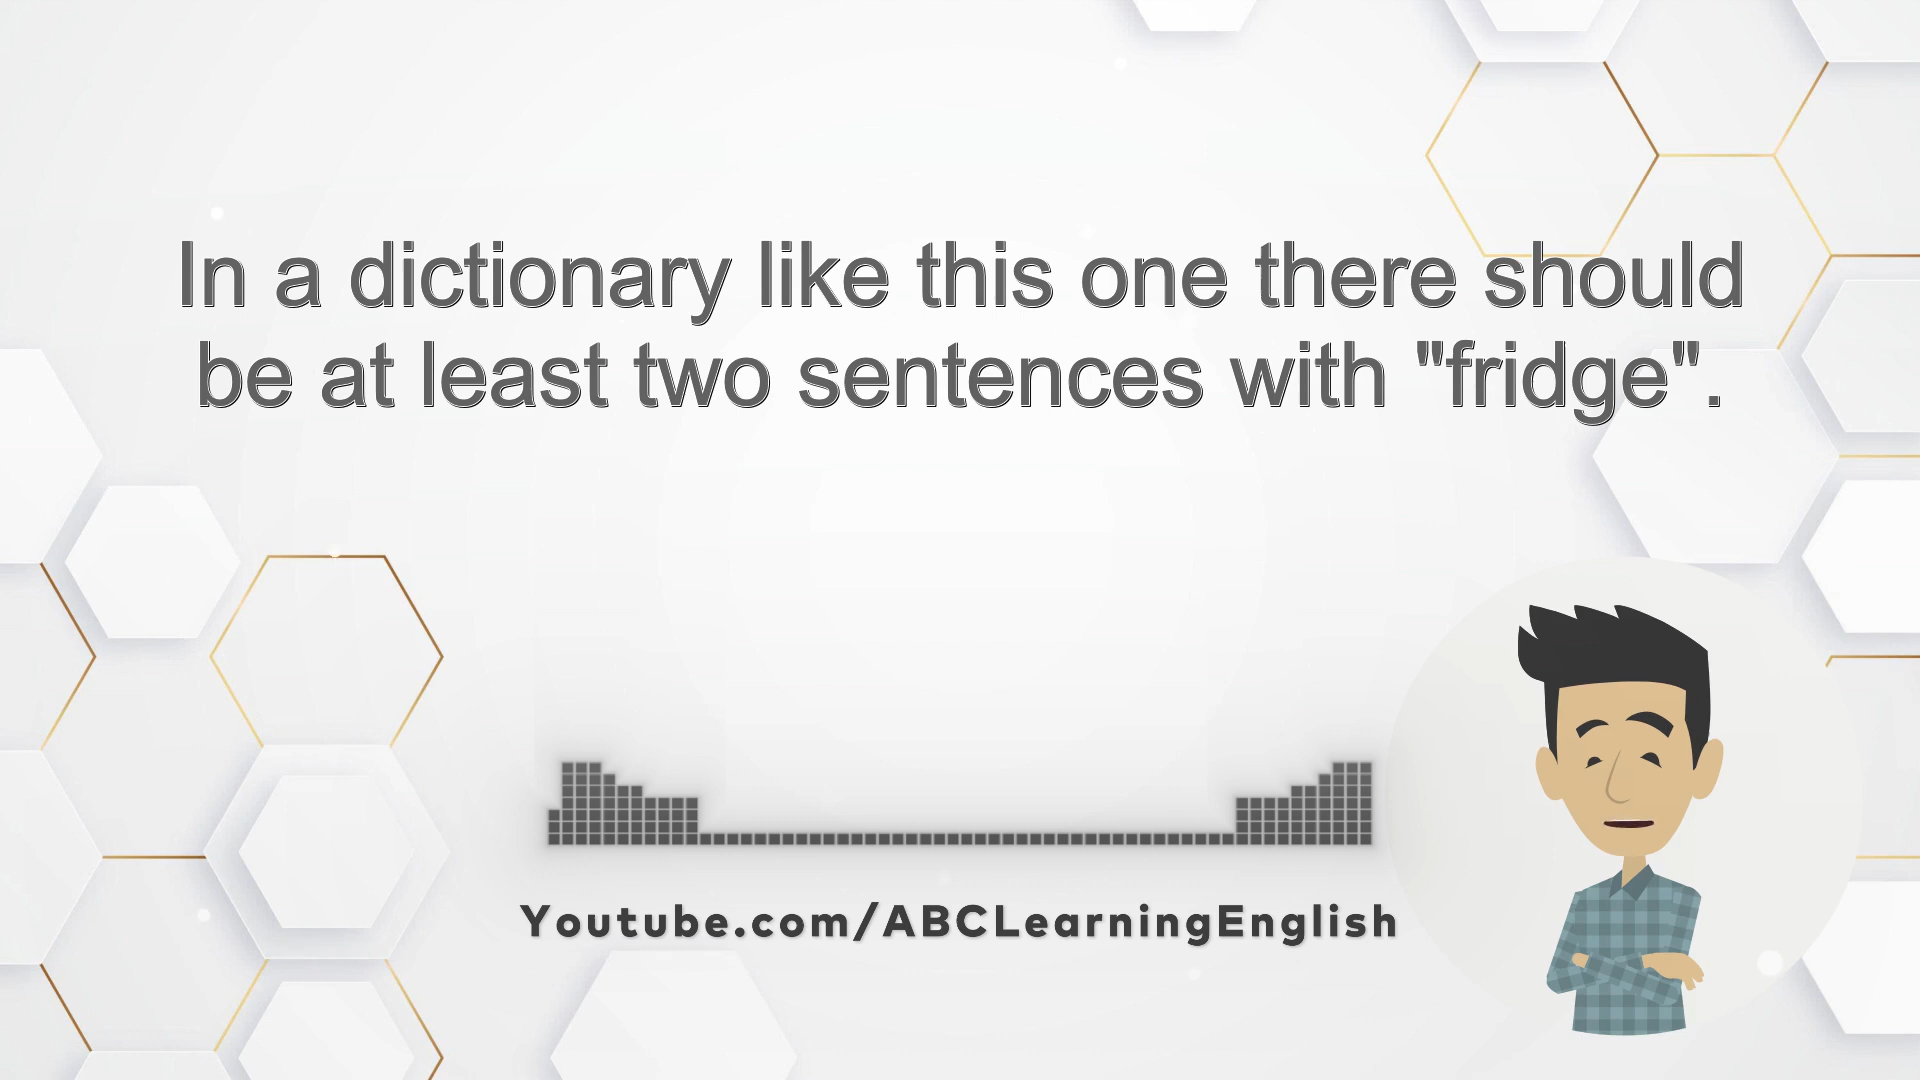 In a dictionary like this one there should
be at least two sentences with "fridge".
Youtube.com/ABCLearningEnglish